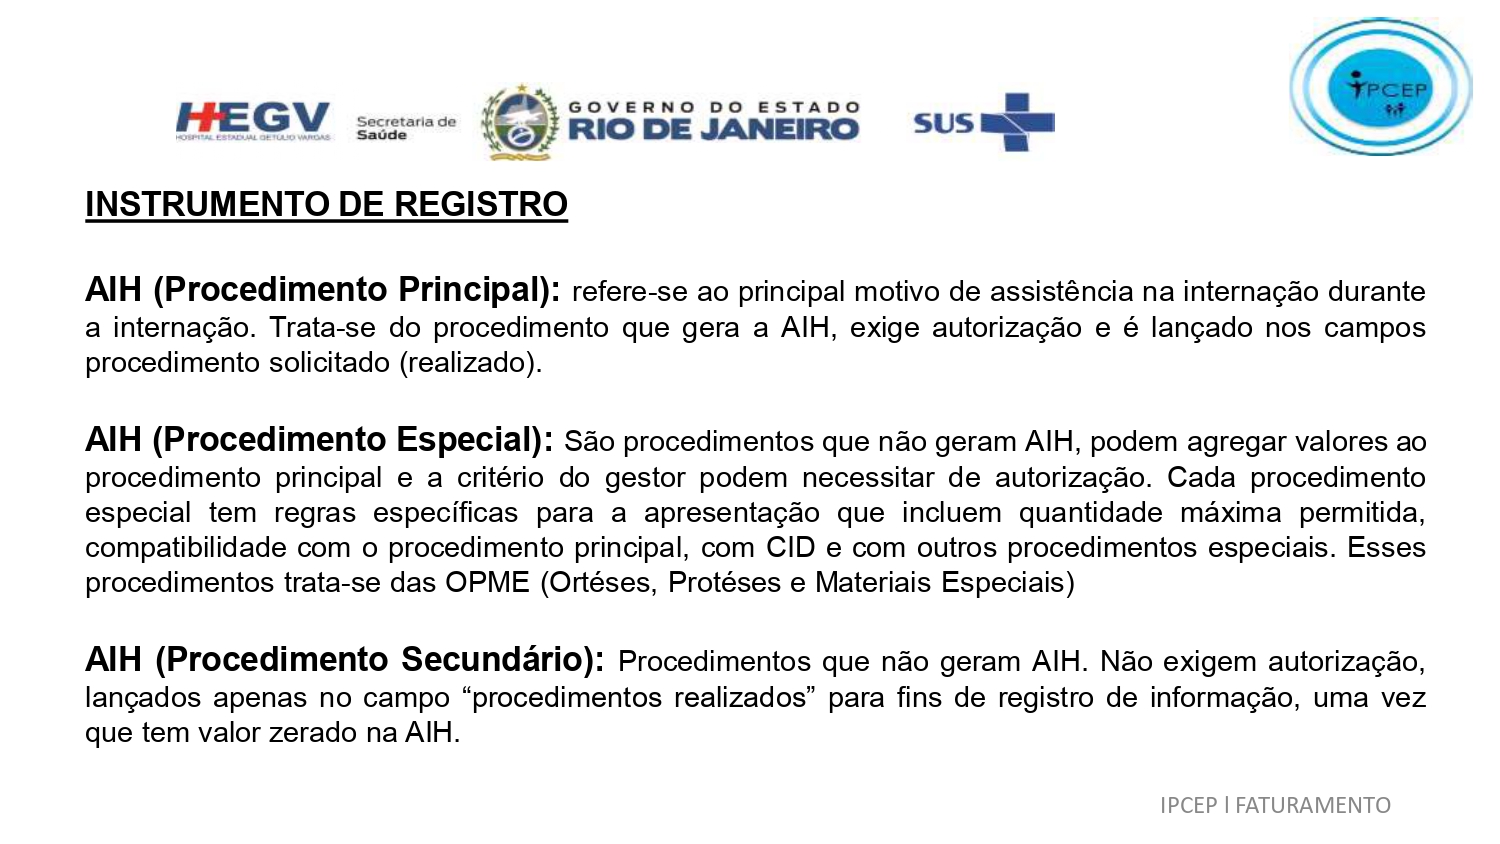 HEGV
HOSPITAL ESTADUAL GETÚLIO VARGAS
Secretaria de
Saúde
GOVERNO DO ESTADO
RIO DE JANEIRO
SUS
IPCEP
INSTRUMENTO DE REGISTRO
AIH (Procedimento Principal): refere-se ao principal motivo de assistência na internação durante
a internação. Trata-se do procedimento que gera a AIH, exige autorização e é lançado nos campos
procedimento solicitado (realizado).
AIH (Procedimento Especial): São procedimentos que não geram AIH, podem agregar valores ao
procedimento principal e a critério do gestor podem necessitar de autorização. Cada procedimento
especial tem regras específicas para a apresentação que incluem quantidade máxima permitida,
compatibilidade com o procedimento principal, com CID e com outros procedimentos especiais. Esses
procedimentos trata-se das OPME (Ortéses, Protéses e Materiais Especiais)
AIH (Procedimento Secundário): Procedimentos que não geram AIH. Não exigem autorização,
lançados apenas no campo “procedimentos realizados” para fins de registro de informação, uma vez
que tem valor zerado na AIH.
IPCEP l FATURAMENTO